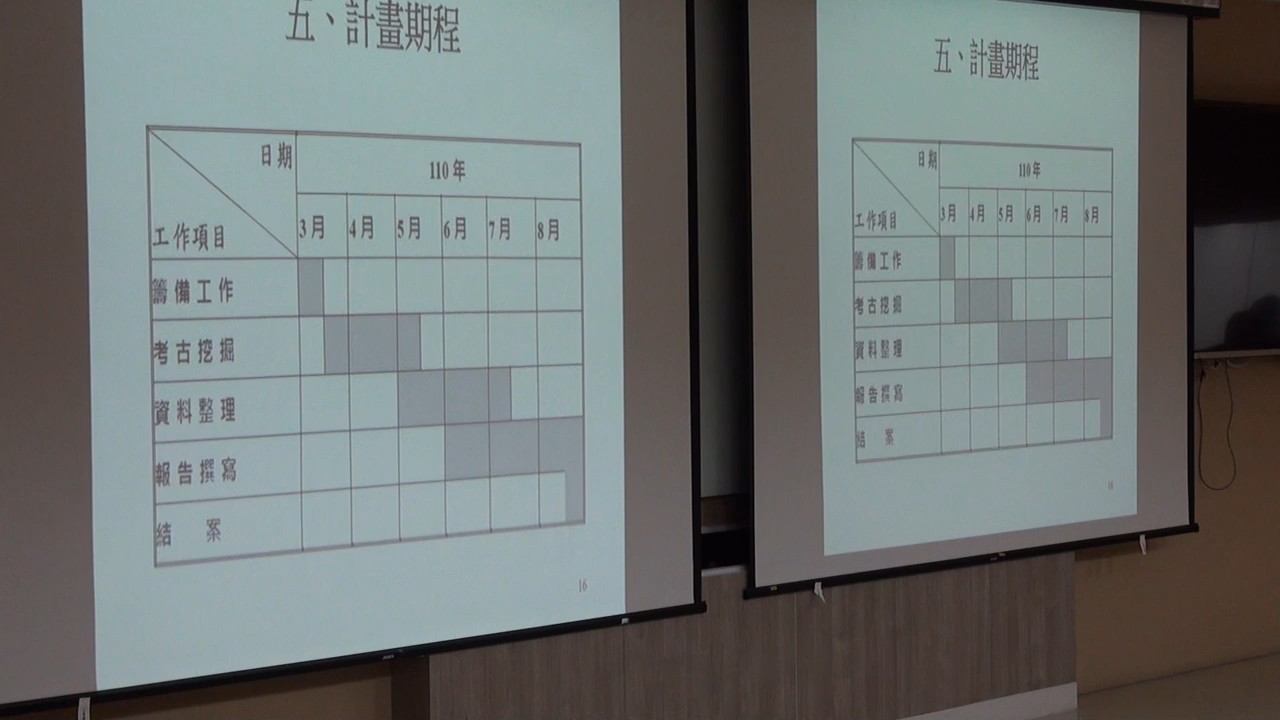 五、計畫期程
日期
110年
工作項目
3月 4月 5月 6月 7月 8月
籌備工作
考古挖掘
資料整理
報告撰寫
結 案
16
五、計畫期程
日期
110年
工作項目
3月 4月 5月 6月 7月 8月
籌備工作
考古挖掘
資料整理
報告撰寫
結 案
16